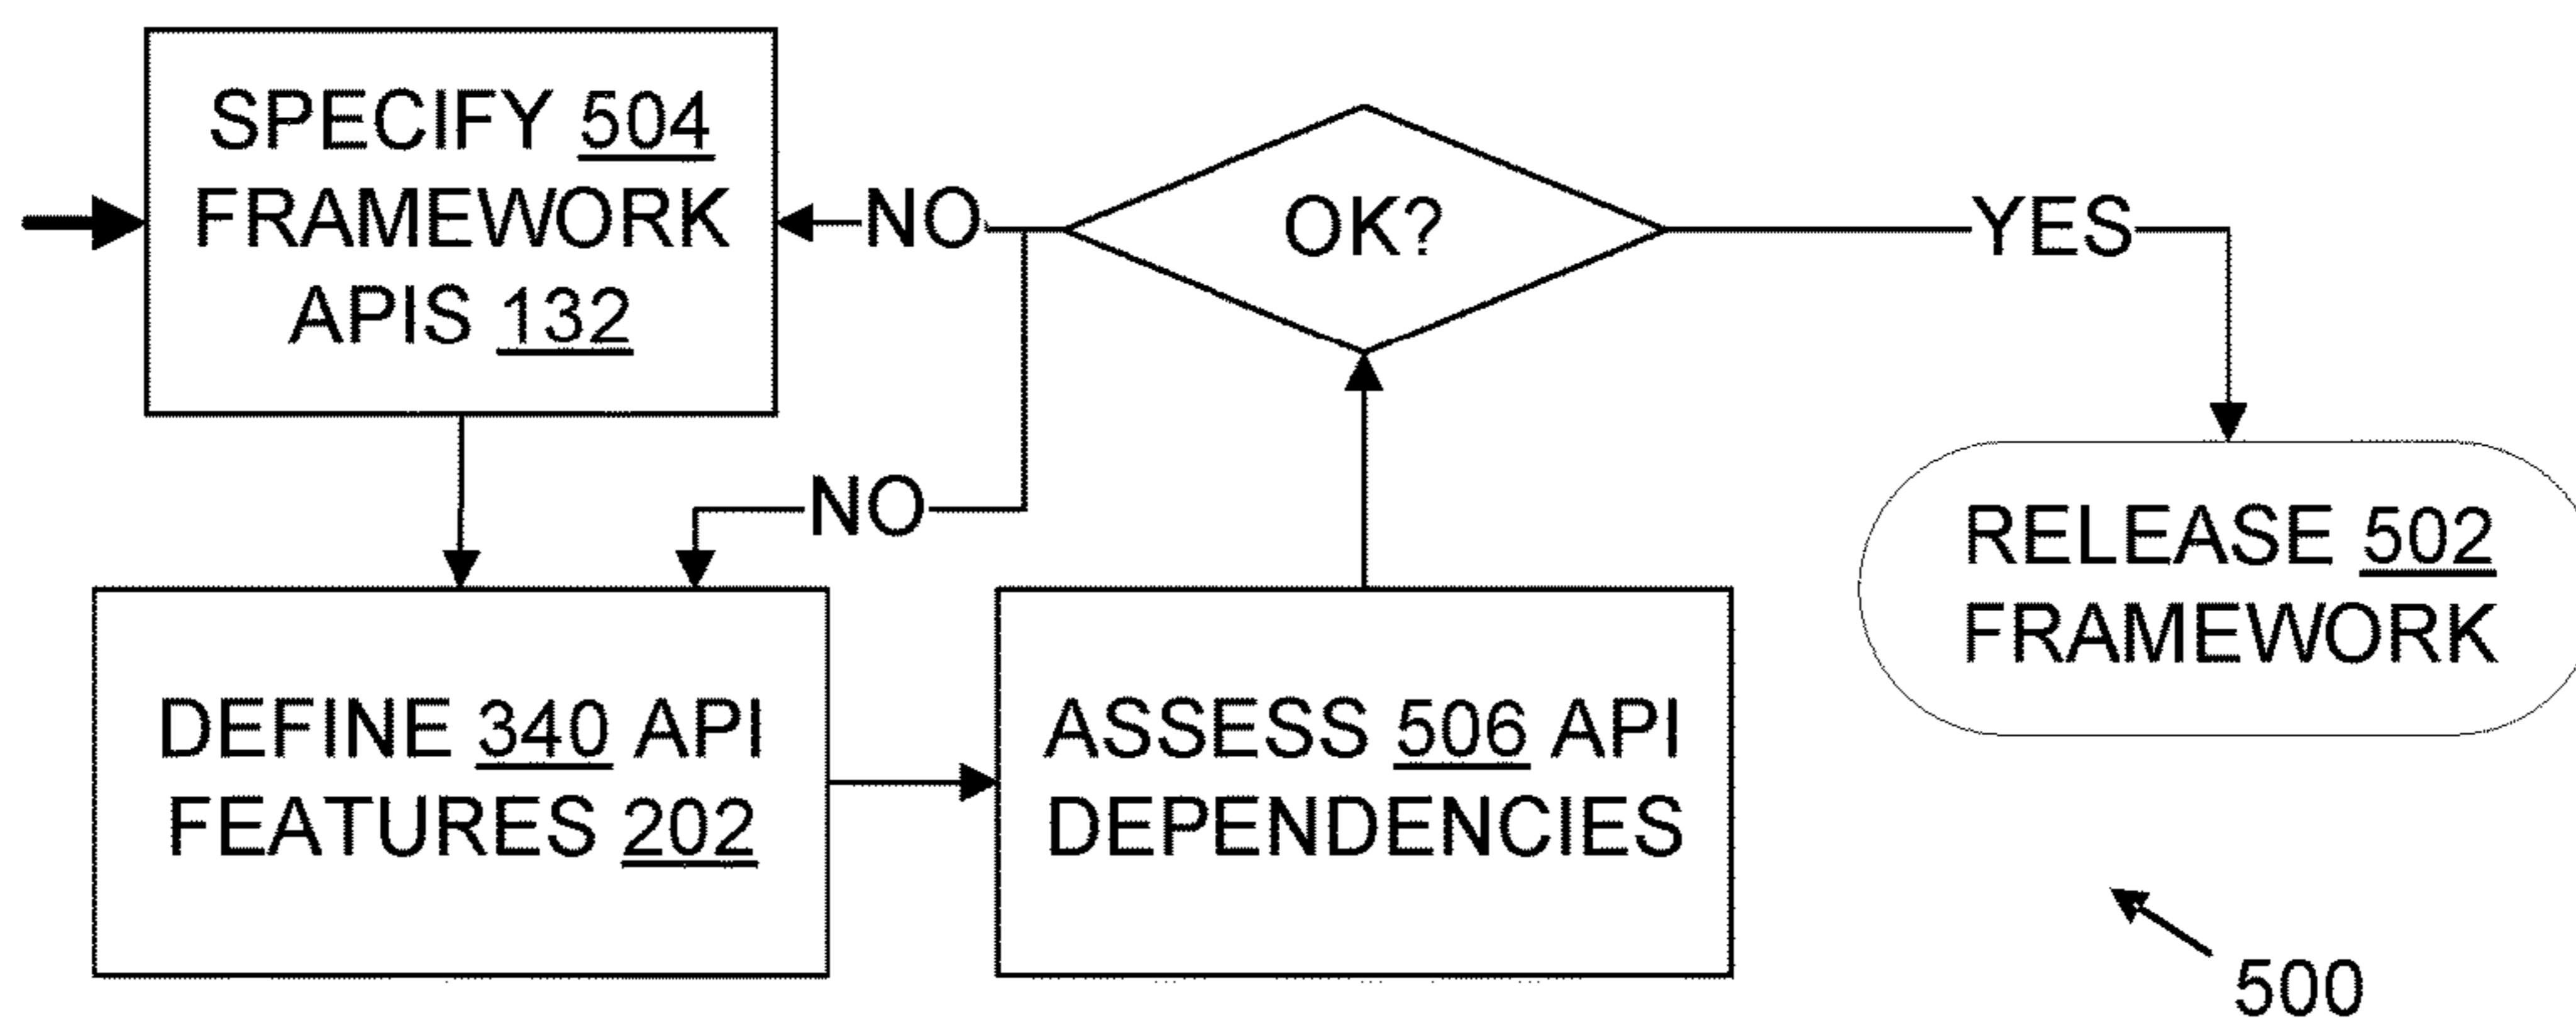 SPECIFY 504
FRAMEWORK
APIS 132
NO
OK?
YES
NO
RELEASE 502
FRAMEWORK
DEFINE 340 API
FEATURES 202
ASSESS 506 API
DEPENDENCIES
500